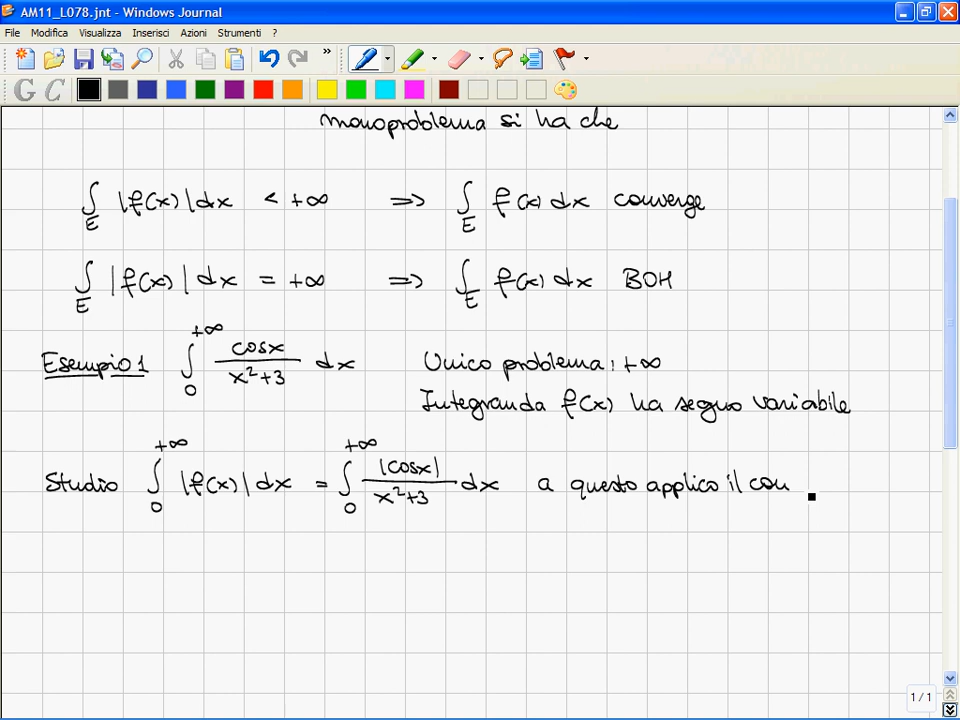 AM11_L078.jnt - Windows Journal
File Modifica Visualizza Inserisci Azioni Strumenti ?
G C
monoproblema si ha che
∫_E |f(x)| dx < +∞ ⟹ ∫_E f(x) dx converge
∫_E |f(x)| dx = +∞ ⟹ ∫_E f(x) dx BOH
Esempio 1 ∫_0^{+∞} cosx/(x²+3) dx Unico problema: +∞
Integranda f(x) ha segno variabile
Studio ∫_0^{+∞} |f(x)| dx = ∫_0^{+∞} |cosx|/(x²+3) dx a questo applico il con
1 / 1